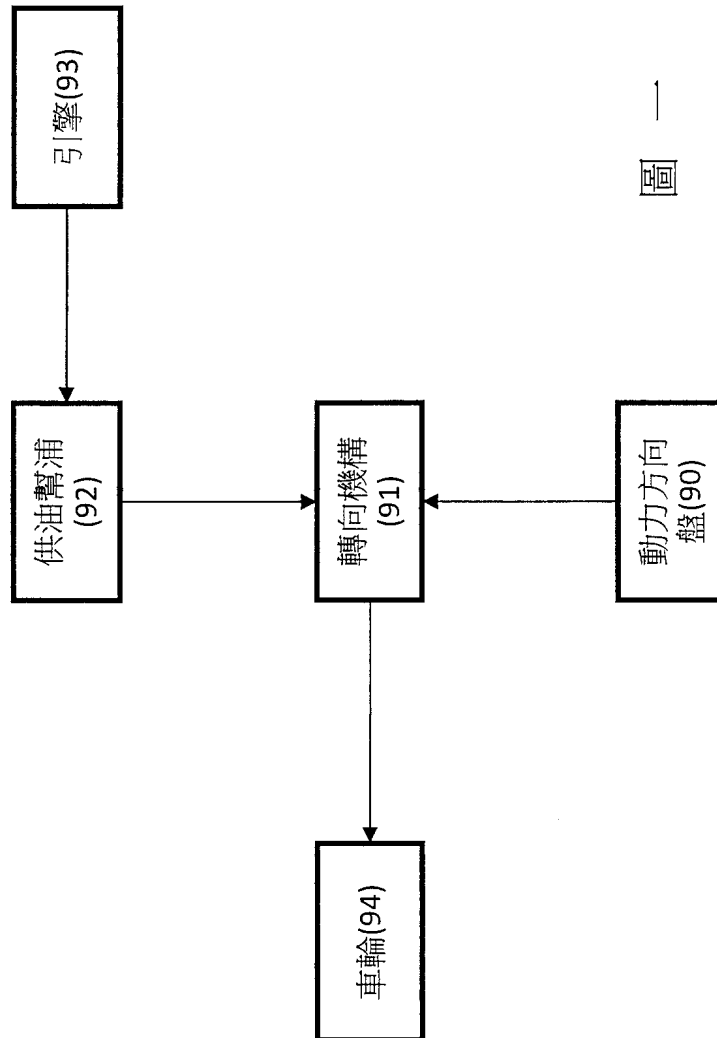 供油幫浦
(92)
引擎(93)
車輪(94)
轉向機構
(91)
動力方向
盤(90)
圖 一